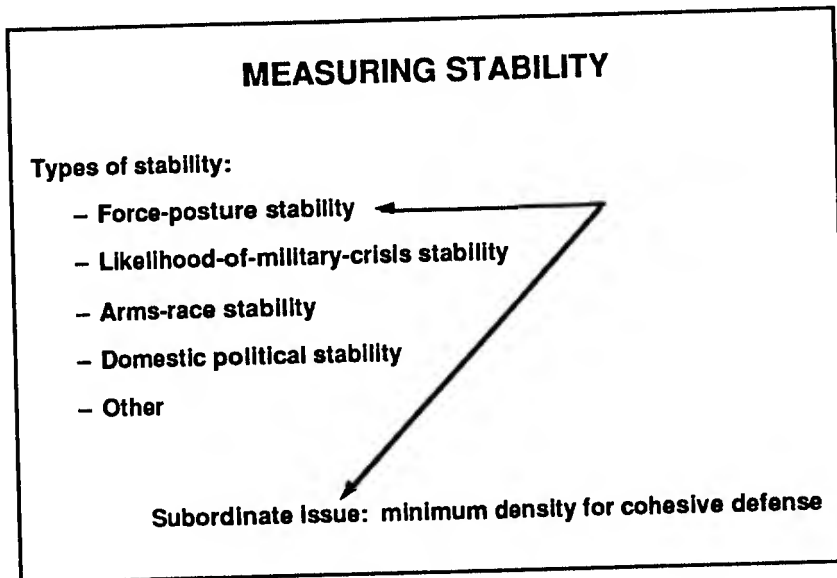 MEASURING STABILITY
Types of stability:
– Force-posture stability
– Likelihood-of-military-crisis stability
– Arms-race stability
– Domestic political stability
– Other
Subordinate issue: minimum density for cohesive defense